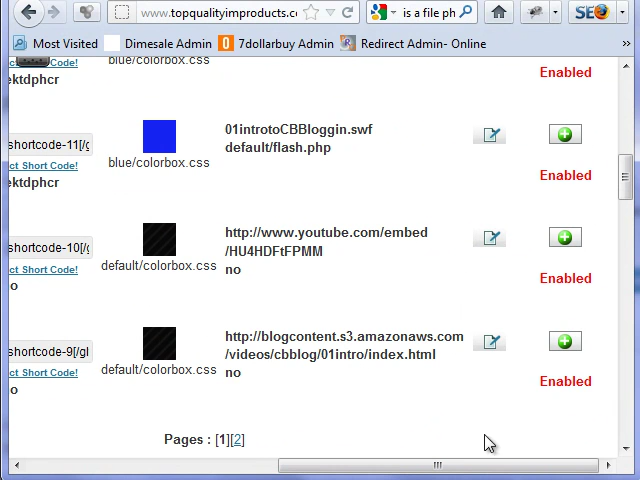 www.topqualityimproducts.c
is a file ph
SEO
Most Visited
Dimesale Admin
7dollarbuy Admin
Redirect Admin- Online
»
ct Short Code!
blue/colorbox.css
Enabled
ektdphcr
01introtoCBBloggin.swf
default/flash.php
shortcode-11[/g
blue/colorbox.css
ct Short Code!
Enabled
ektdphcr
http://www.youtube.com/embed
/HU4HDFtFPMM
no
shortcode-10[/g
default/colorbox.css
ct Short Code!
Enabled
o
http://blogcontent.s3.amazonaws.com
/videos/cbblog/01intro/index.html
no
shortcode-9[/gl
default/colorbox.css
ct Short Code!
Enabled
o
Pages : [1][2]